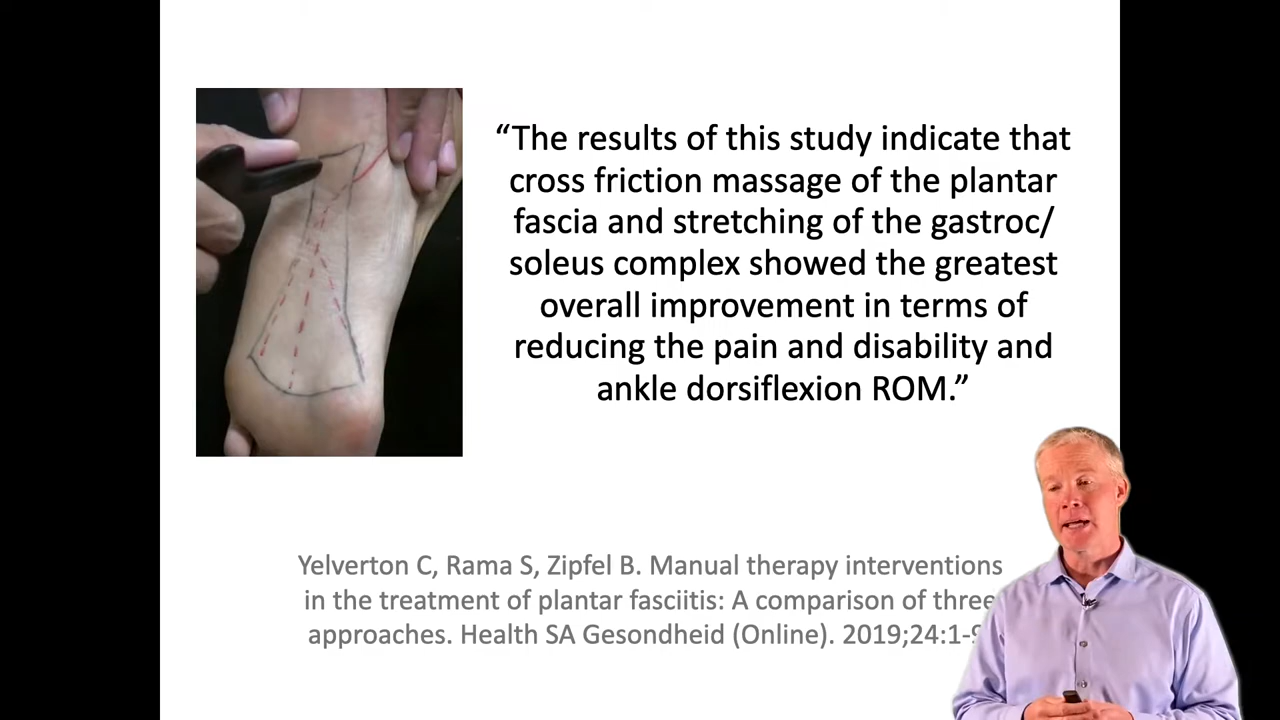 “The results of this study indicate that
cross friction massage of the plantar
fascia and stretching of the gastroc/
soleus complex showed the greatest
overall improvement in terms of
reducing the pain and disability and
ankle dorsiflexion ROM.”
Yelverton C, Rama S, Zipfel B. Manual therapy interventions
in the treatment of plantar fasciitis: A comparison of three
approaches. Health SA Gesondheid (Online). 2019;24:1-